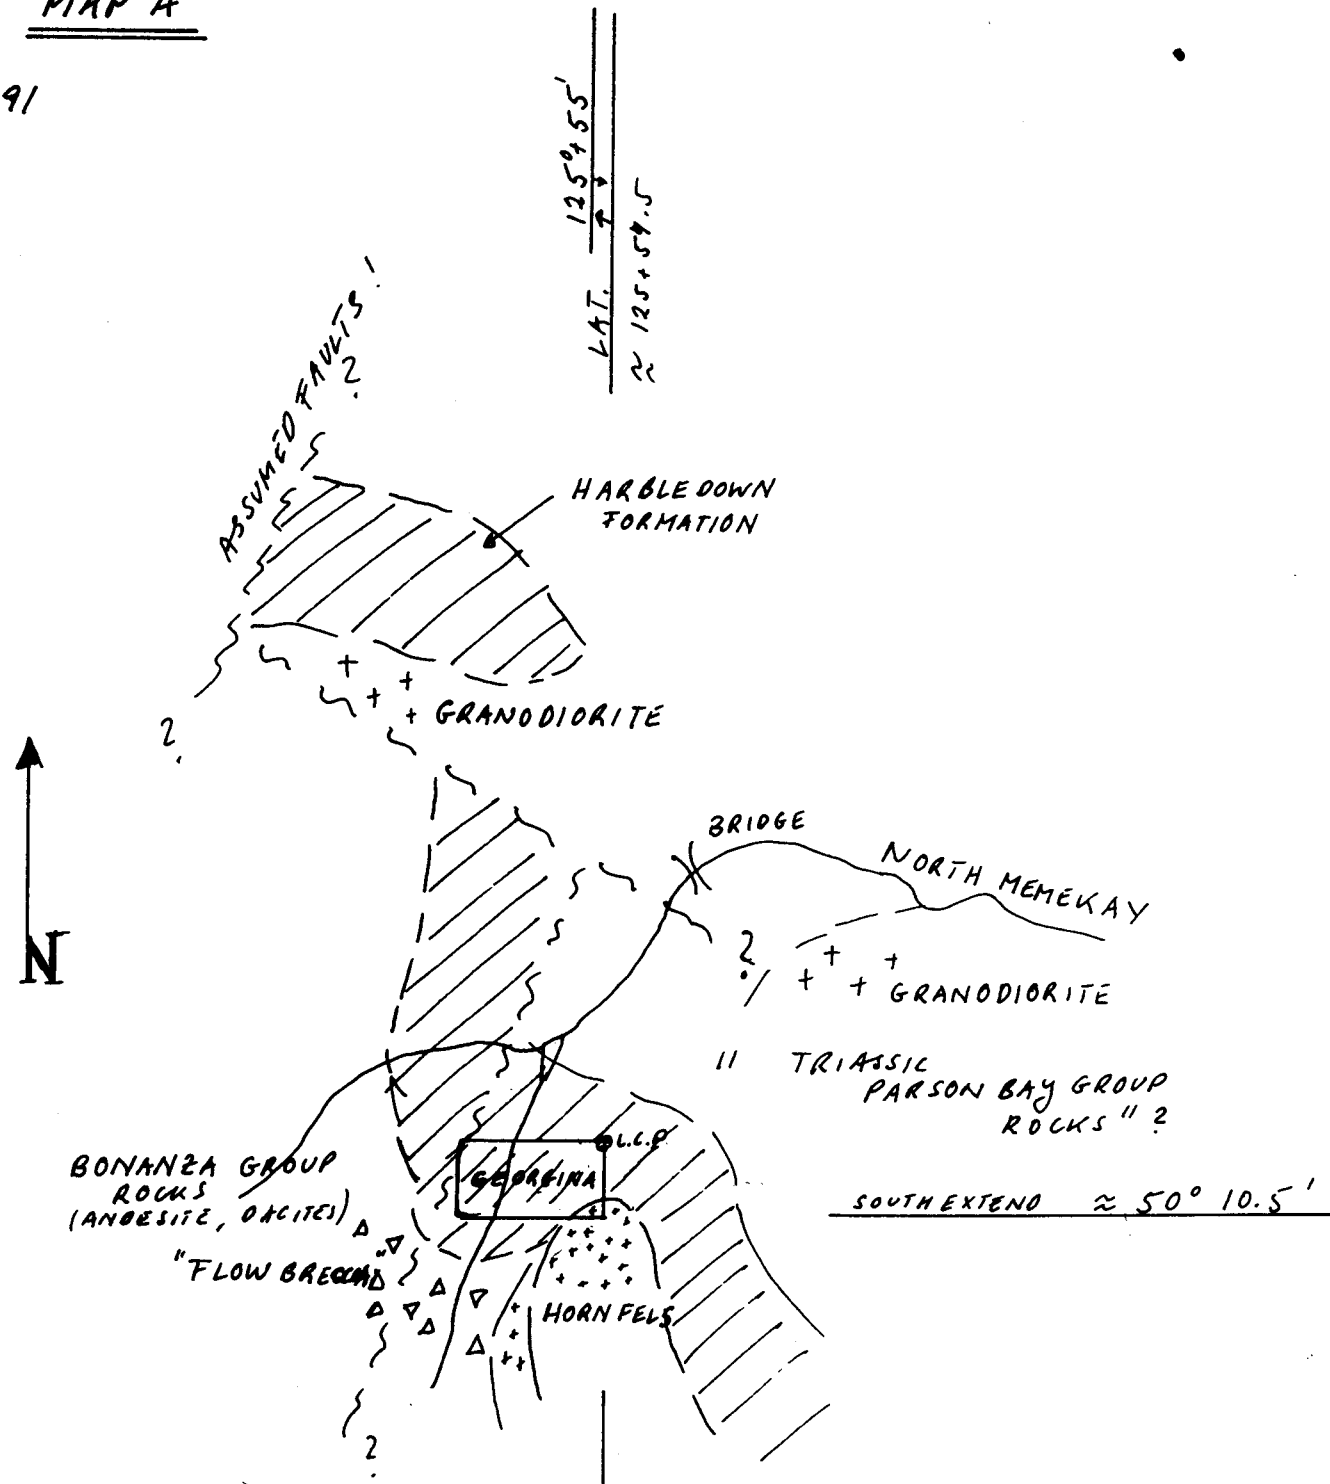 MAP A
91
125°+55'
LAT.
≈ 125+54.5
ASSUMED FAULTS!
?
HARBLEDOWN
FORMATION
GRANODIORITE
?
N
BRIDGE
NORTH MEMEKAY
?
GRANODIORITE
" TRIASSIC
PARSON BAY GROUP
ROCKS" ?
L.C.P.
GEORGINA
BONANZA GROUP
ROCKS
(ANDESITE, DACITES)
SOUTH EXTEND ≈ 50° 10.5'
"FLOW BRECCIA"
HORNFELS
?